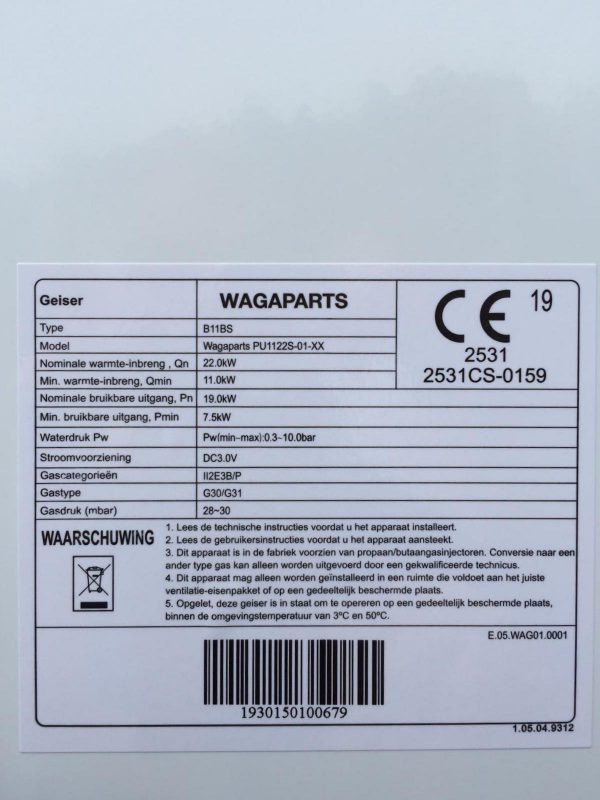 Geiser WAGAPARTS
CE 19
2531
2531CS-0159
Type B11BS
Model Wagaparts PU1122S-01-XX
Nominale warmte-inbreng , Qn 22.0kW
Min. warmte-inbreng, Qmin 11.0kW
Nominale bruikbare uitgang, Pn 19.0kW
Min. bruikbare uitgang, Pmin 7.5kW
Waterdruk Pw Pw(min-max):0.3~10.0bar
Stroomvoorziening DC3.0V
Gascategorieën II2E3B/P
Gastype G30/G31
Gasdruk (mbar) 28~30
WAARSCHUWING
1. Lees de technische instructies voordat u het apparaat installeert.
2. Lees de gebruikersinstructies voordat u het apparaat aansteekt.
3. Dit apparaat is in de fabriek voorzien van propaan/butaangasinjectoren. Conversie naar een
ander type gas kan alleen worden uitgevoerd door een gekwalificeerde technicus.
4. Dit apparaat mag alleen worden geïnstalleerd in een ruimte die voldoet aan het juiste
ventilatie-eisenpakket of op een gedeeltelijk beschermde plaats.
5. Opgelet, deze geiser is in staat om te opereren op een gedeeltelijk beschermde plaats,
binnen de omgevingstemperatuur van 3ºC en 50ºC.
E.05.WAG01.0001
1930150100679
1.05.04.9312